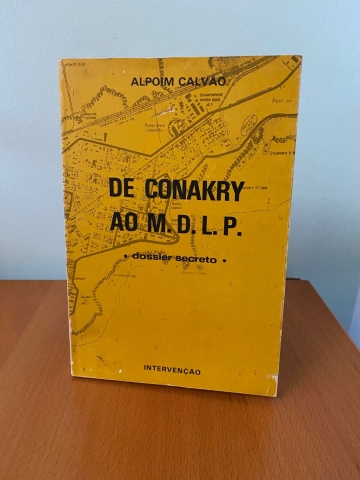 ALPOIM CALVÃO
DE CONAKRY
AO M.D.L.P.
• dossier secreto •
INTERVENÇÃO